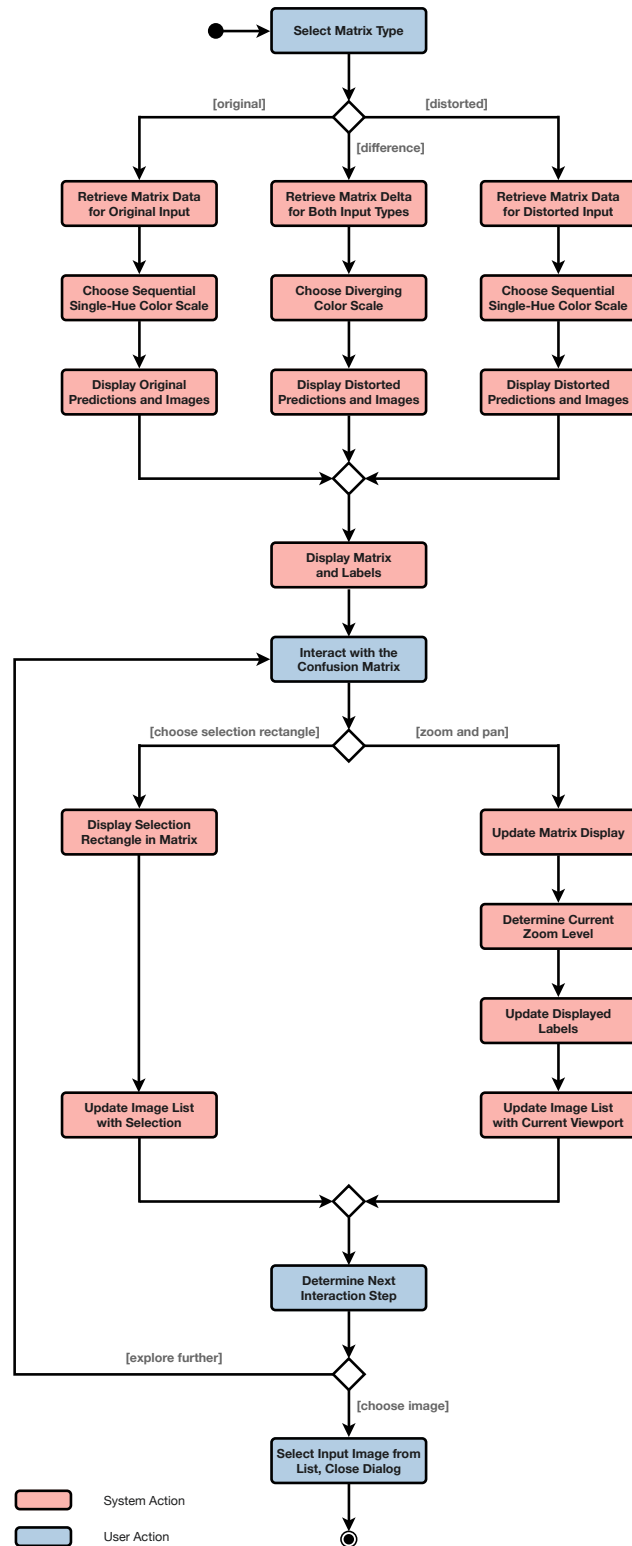 Select Matrix Type
[original]
[distorted]
[difference]
Retrieve Matrix Data
for Original Input
Retrieve Matrix Delta
for Both Input Types
Retrieve Matrix Data
for Distorted Input
Choose Sequential
Single-Hue Color Scale
Choose Diverging
Color Scale
Choose Sequential
Single-Hue Color Scale
Display Original
Predictions and Images
Display Distorted
Predictions and Images
Display Distorted
Predictions and Images
Display Matrix
and Labels
Interact with the
Confusion Matrix
[choose selection rectangle]
[zoom and pan]
Display Selection
Rectangle in Matrix
Update Matrix Display
Determine Current
Zoom Level
Update Displayed
Labels
Update Image List
with Selection
Update Image List
with Current Viewport
Determine Next
Interaction Step
[explore further]
[choose image]
Select Input Image from
List, Close Dialog
System Action
User Action